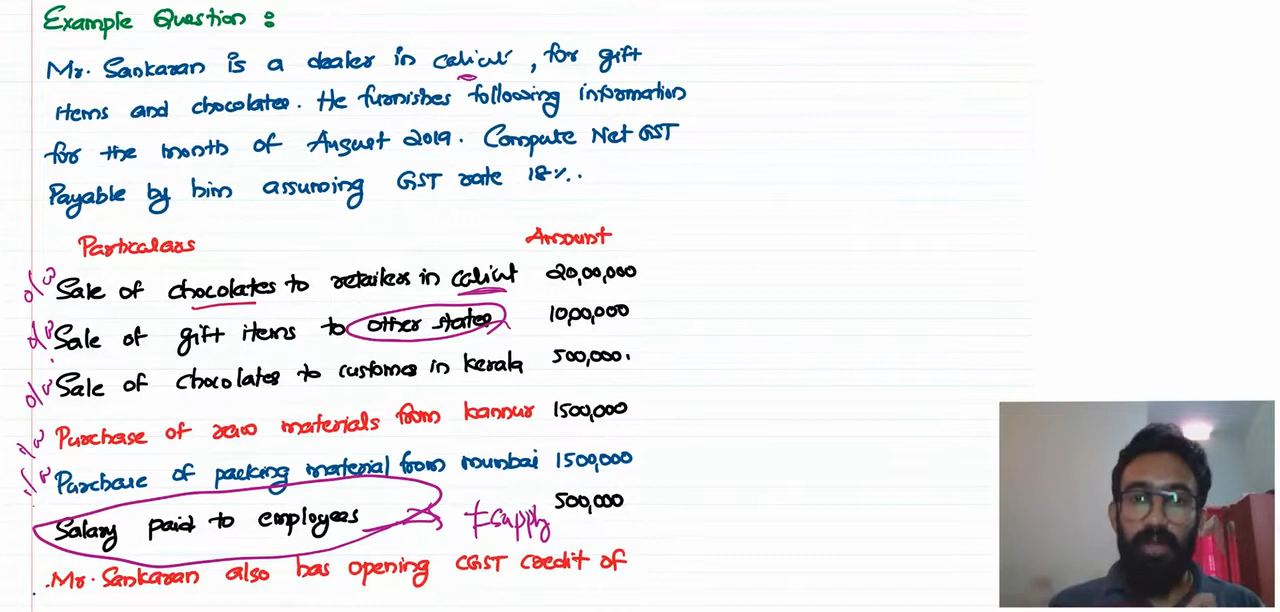 Example Question :
Mr. Sankaran is a dealer in calicut, for gift
items and chocolates. He furnishes following information
for the month of August 2019. Compute Net GST
Payable by him assuming GST rate 18%.
Particulars Amount
o/w Sale of chocolates to retailers in calicut 20,00,000
o/w Sale of gift items to other states 1000,000
o/w Sale of chocolates to customer in kerala 500,000.
i/w Purchase of raw materials from kannur 1500,000
i/w Purchase of packing material from mumbai 1500,000
Salary paid to employees ≠ supply 500,000
Mr. Sankaran also has opening CGST credit of